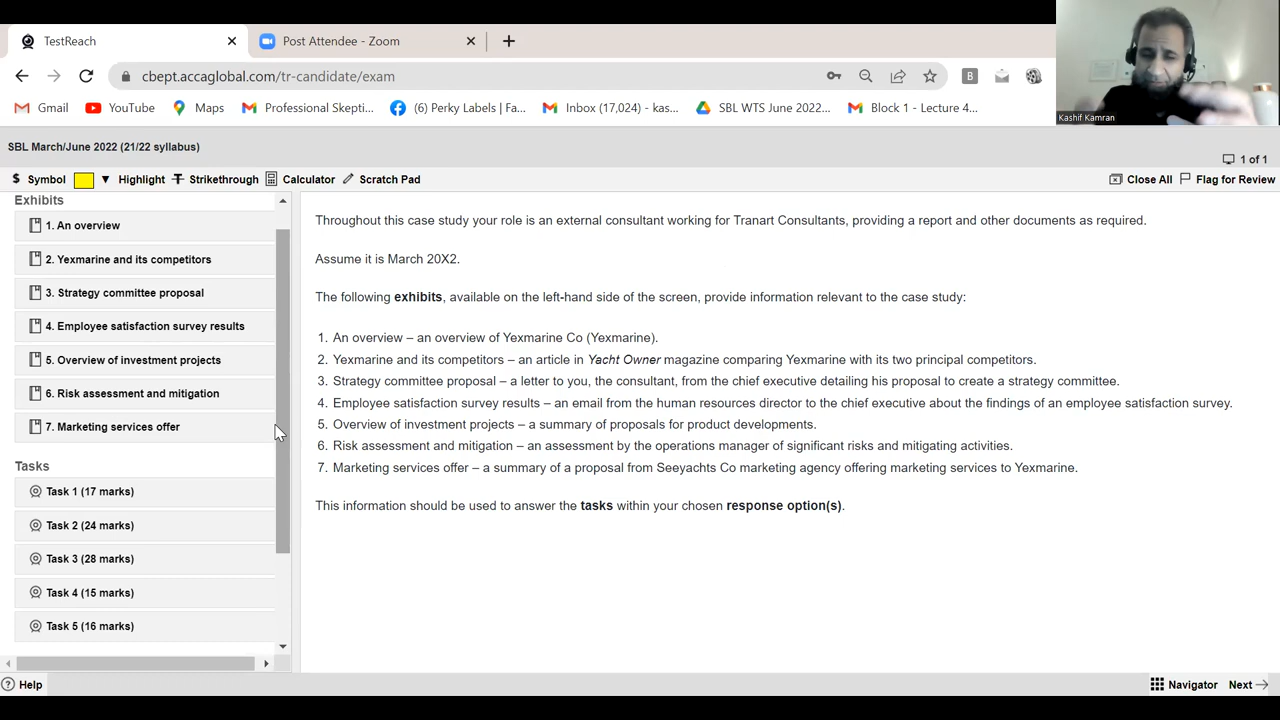 TestReach
Post Attendee - Zoom
cbept.accaglobal.com/tr-candidate/exam
Gmail
YouTube
Maps
Professional Skepti...
(6) Perky Labels | Fa...
Inbox (17,024) - kas...
SBL WTS June 2022...
Block 1 - Lecture 4...
Kashif Kamran
SBL March/June 2022 (21/22 syllabus)
1 of 1
$ Symbol Highlight T Strikethrough Calculator Scratch Pad Close All Flag for Review
Exhibits
1. An overview
2. Yexmarine and its competitors
3. Strategy committee proposal
4. Employee satisfaction survey results
5. Overview of investment projects
6. Risk assessment and mitigation
7. Marketing services offer
Tasks
Task 1 (17 marks)
Task 2 (24 marks)
Task 3 (28 marks)
Task 4 (15 marks)
Task 5 (16 marks)
Throughout this case study your role is an external consultant working for Tranart Consultants, providing a report and other documents as required.
Assume it is March 20X2.
The following exhibits, available on the left-hand side of the screen, provide information relevant to the case study:
1. An overview – an overview of Yexmarine Co (Yexmarine).
2. Yexmarine and its competitors – an article in Yacht Owner magazine comparing Yexmarine with its two principal competitors.
3. Strategy committee proposal – a letter to you, the consultant, from the chief executive detailing his proposal to create a strategy committee.
4. Employee satisfaction survey results – an email from the human resources director to the chief executive about the findings of an employee satisfaction survey.
5. Overview of investment projects – a summary of proposals for product developments.
6. Risk assessment and mitigation – an assessment by the operations manager of significant risks and mitigating activities.
7. Marketing services offer – a summary of a proposal from Seeyachts Co marketing agency offering marketing services to Yexmarine.
This information should be used to answer the tasks within your chosen response option(s).
? Help
Navigator Next